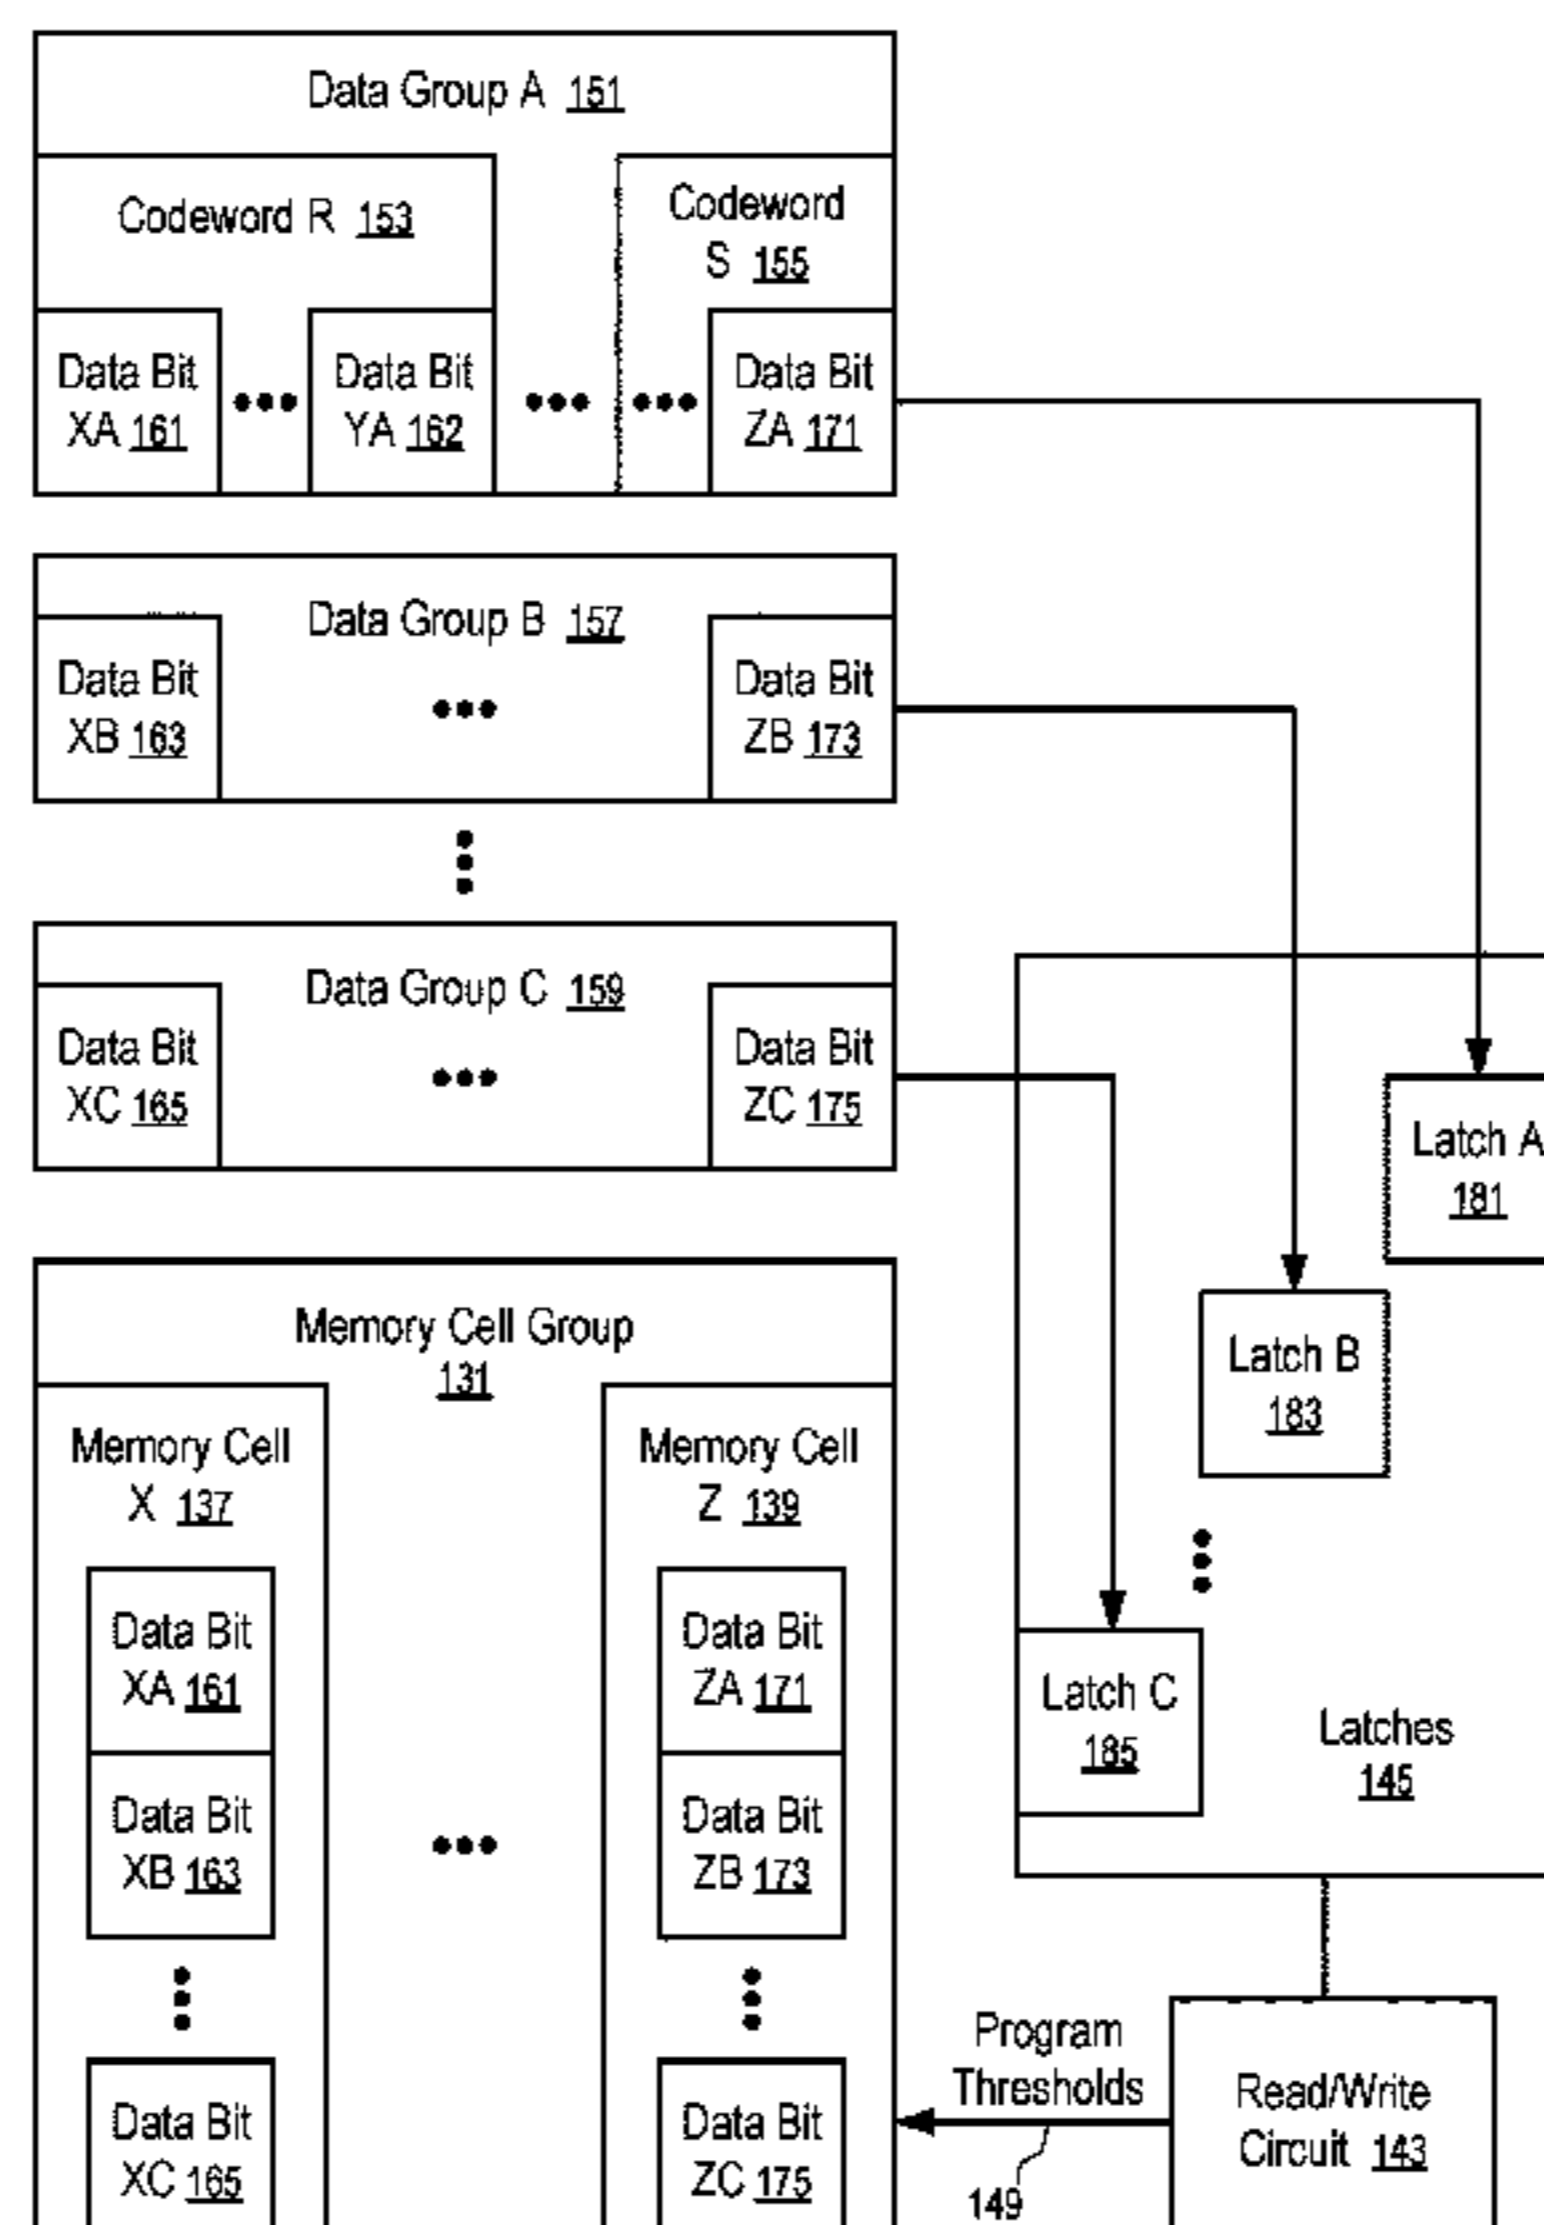 Data Group A 151
Codeword R 153
Codeword
S 155
Data Bit
XA 161
Data Bit
YA 162
Data Bit
ZA 171
Data Group B 157
Data Bit
XB 163
Data Bit
ZB 173
Data Group C 159
Data Bit
XC 165
Data Bit
ZC 175
Latch A
181
Latch B
183
Latch C
185
Latches
145
Memory Cell Group
131
Memory Cell
X 137
Memory Cell
Z 139
Data Bit
XA 161
Data Bit
ZA 171
Data Bit
XB 163
Data Bit
ZB 173
Data Bit
XC 165
Data Bit
ZC 175
Program
Thresholds
149
Read/Write
Circuit 143